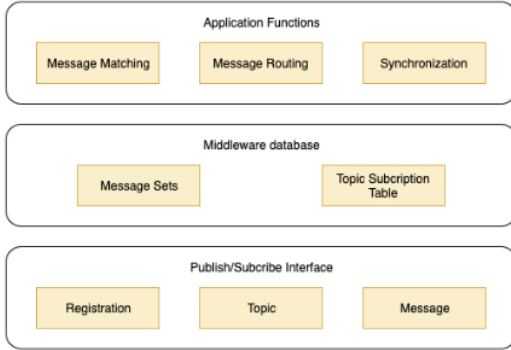 Application Functions
Message Matching
Message Routing
Synchronization
Middleware database
Message Sets
Topic Subcription
Table
Publish/Subcribe Interface
Registration
Topic
Message